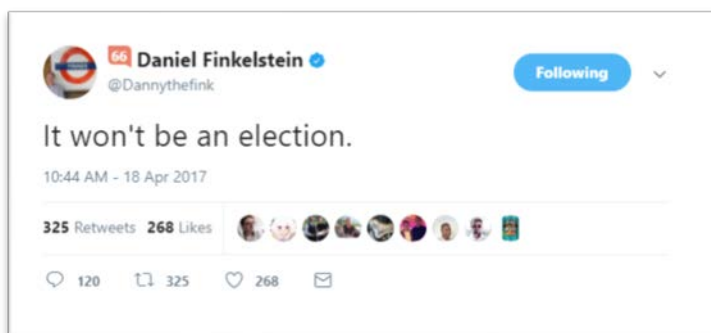 66 Daniel Finkelstein
@Dannythefink
Following
It won't be an election.
10:44 AM - 18 Apr 2017
325 Retweets 268 Likes
120 325 268